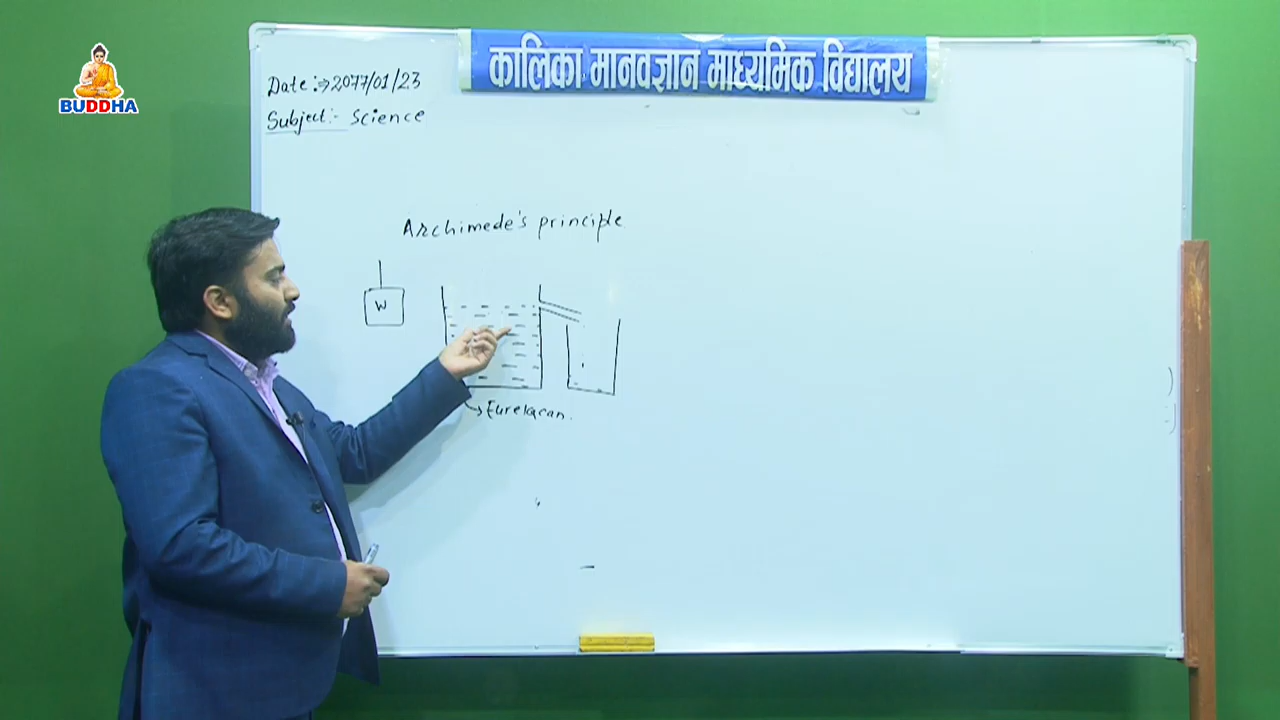 BUDDHA
कालिका मानवज्ञान माध्यमिक विद्यालय
Date:⇒2077/01/23
Subject:- Science
Archimede's principle
W
Eurekacan.